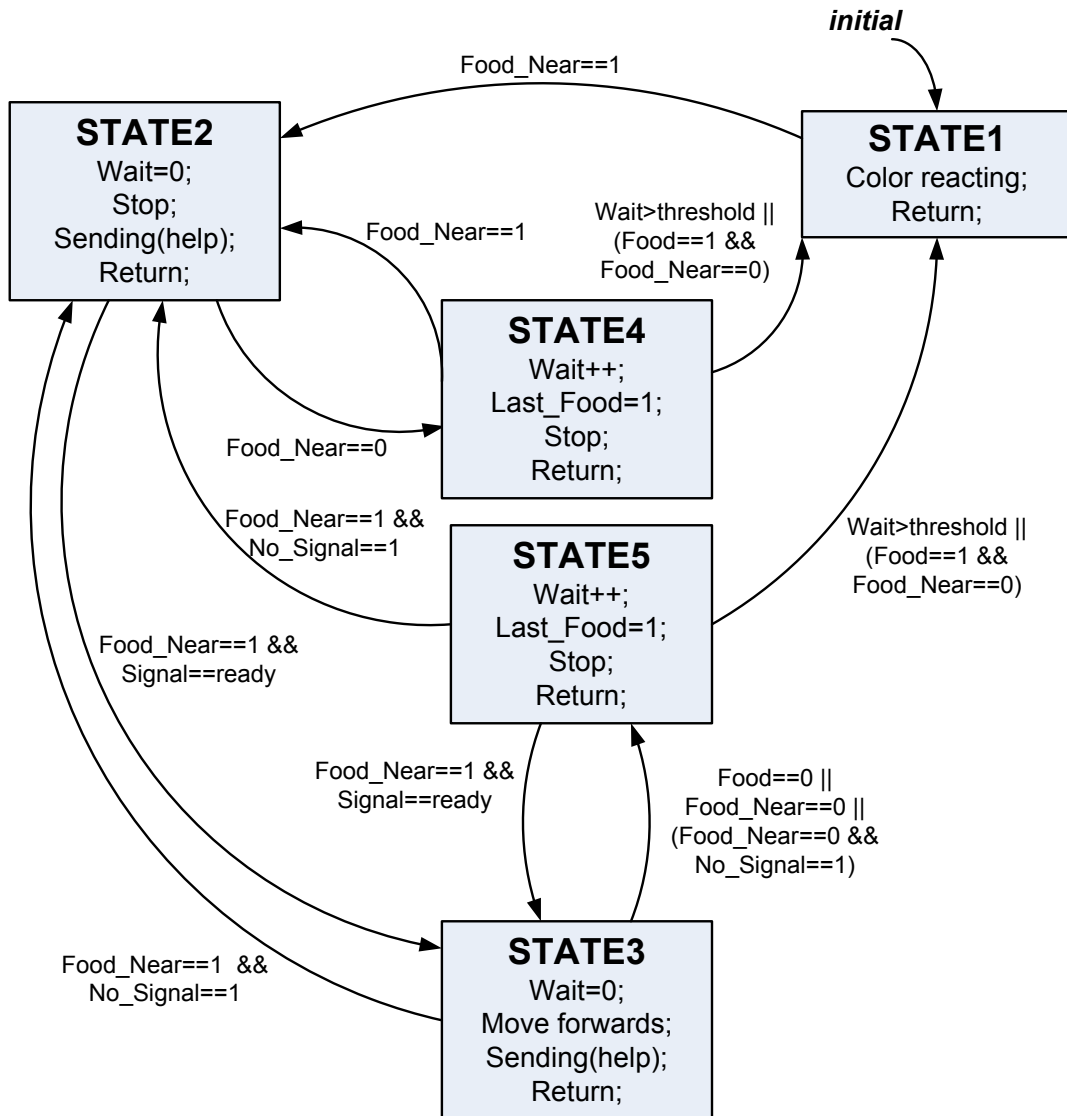 initial
Food_Near==1
STATE2
Wait=0;
Stop;
Sending(help);
Return;
STATE1
Color reacting;
Return;
Food_Near==1
Wait>threshold ||
(Food==1 &&
Food_Near==0)
STATE4
Wait++;
Last_Food=1;
Stop;
Return;
Food_Near==0
Food_Near==1 &&
No_Signal==1
STATE5
Wait++;
Last_Food=1;
Stop;
Return;
Wait>threshold ||
(Food==1 &&
Food_Near==0)
Food_Near==1 &&
Signal==ready
Food_Near==1 &&
Signal==ready
Food==0 ||
Food_Near==0 ||
(Food_Near==0 &&
No_Signal==1)
Food_Near==1  &&
No_Signal==1
STATE3
Wait=0;
Move forwards;
Sending(help);
Return;